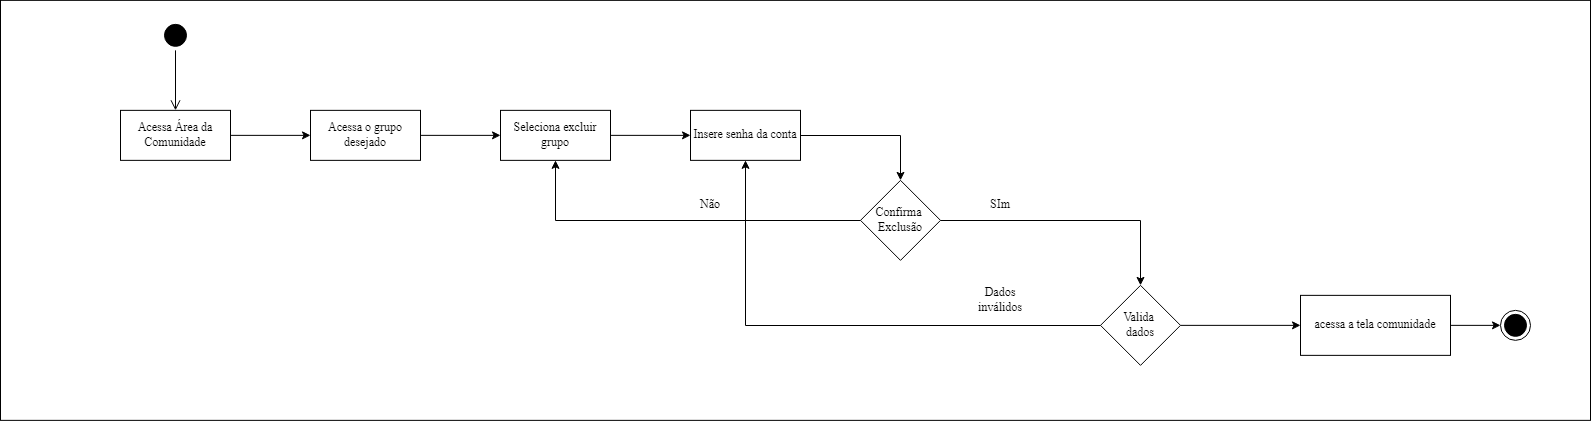 Acessa Área da
Comunidade
Acessa o grupo
desejado
Seleciona excluir
grupo
Insere senha da conta
Não
Confirma
Exclusão
SIm
Dados
inválidos
Valida
dados
acessa a tela comunidade